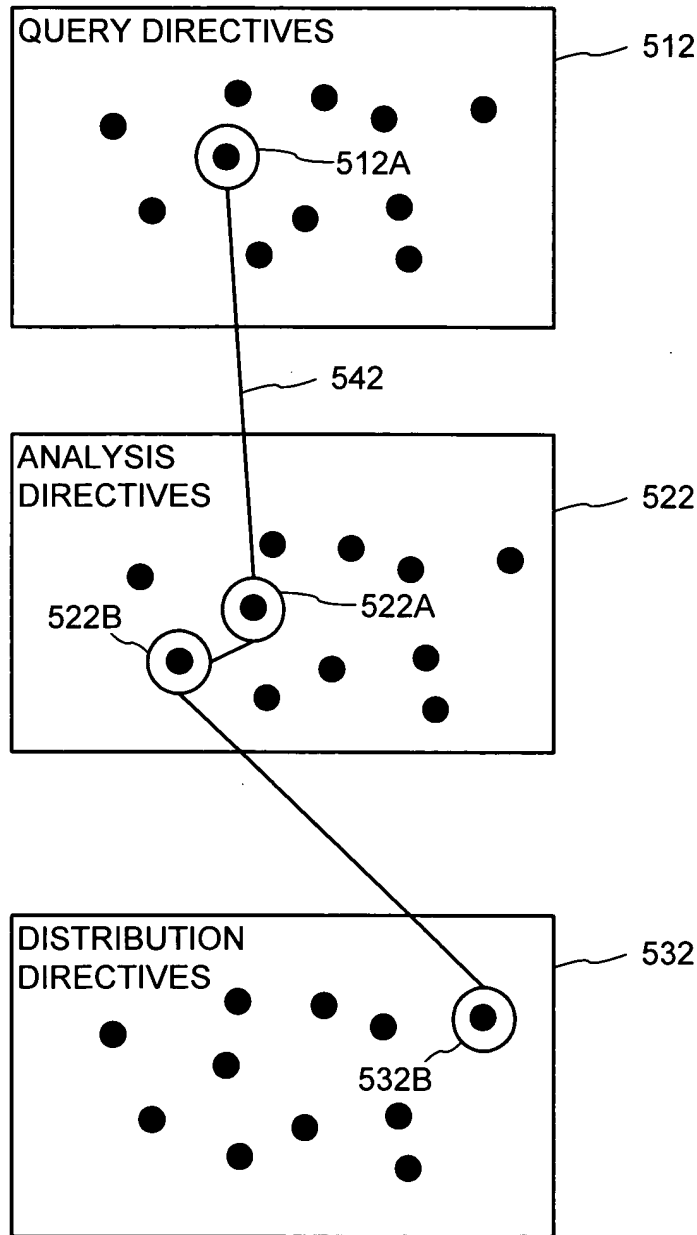 QUERY DIRECTIVES
512
512A
542
ANALYSIS
DIRECTIVES
522
522B
522A
DISTRIBUTION
DIRECTIVES
532
532B